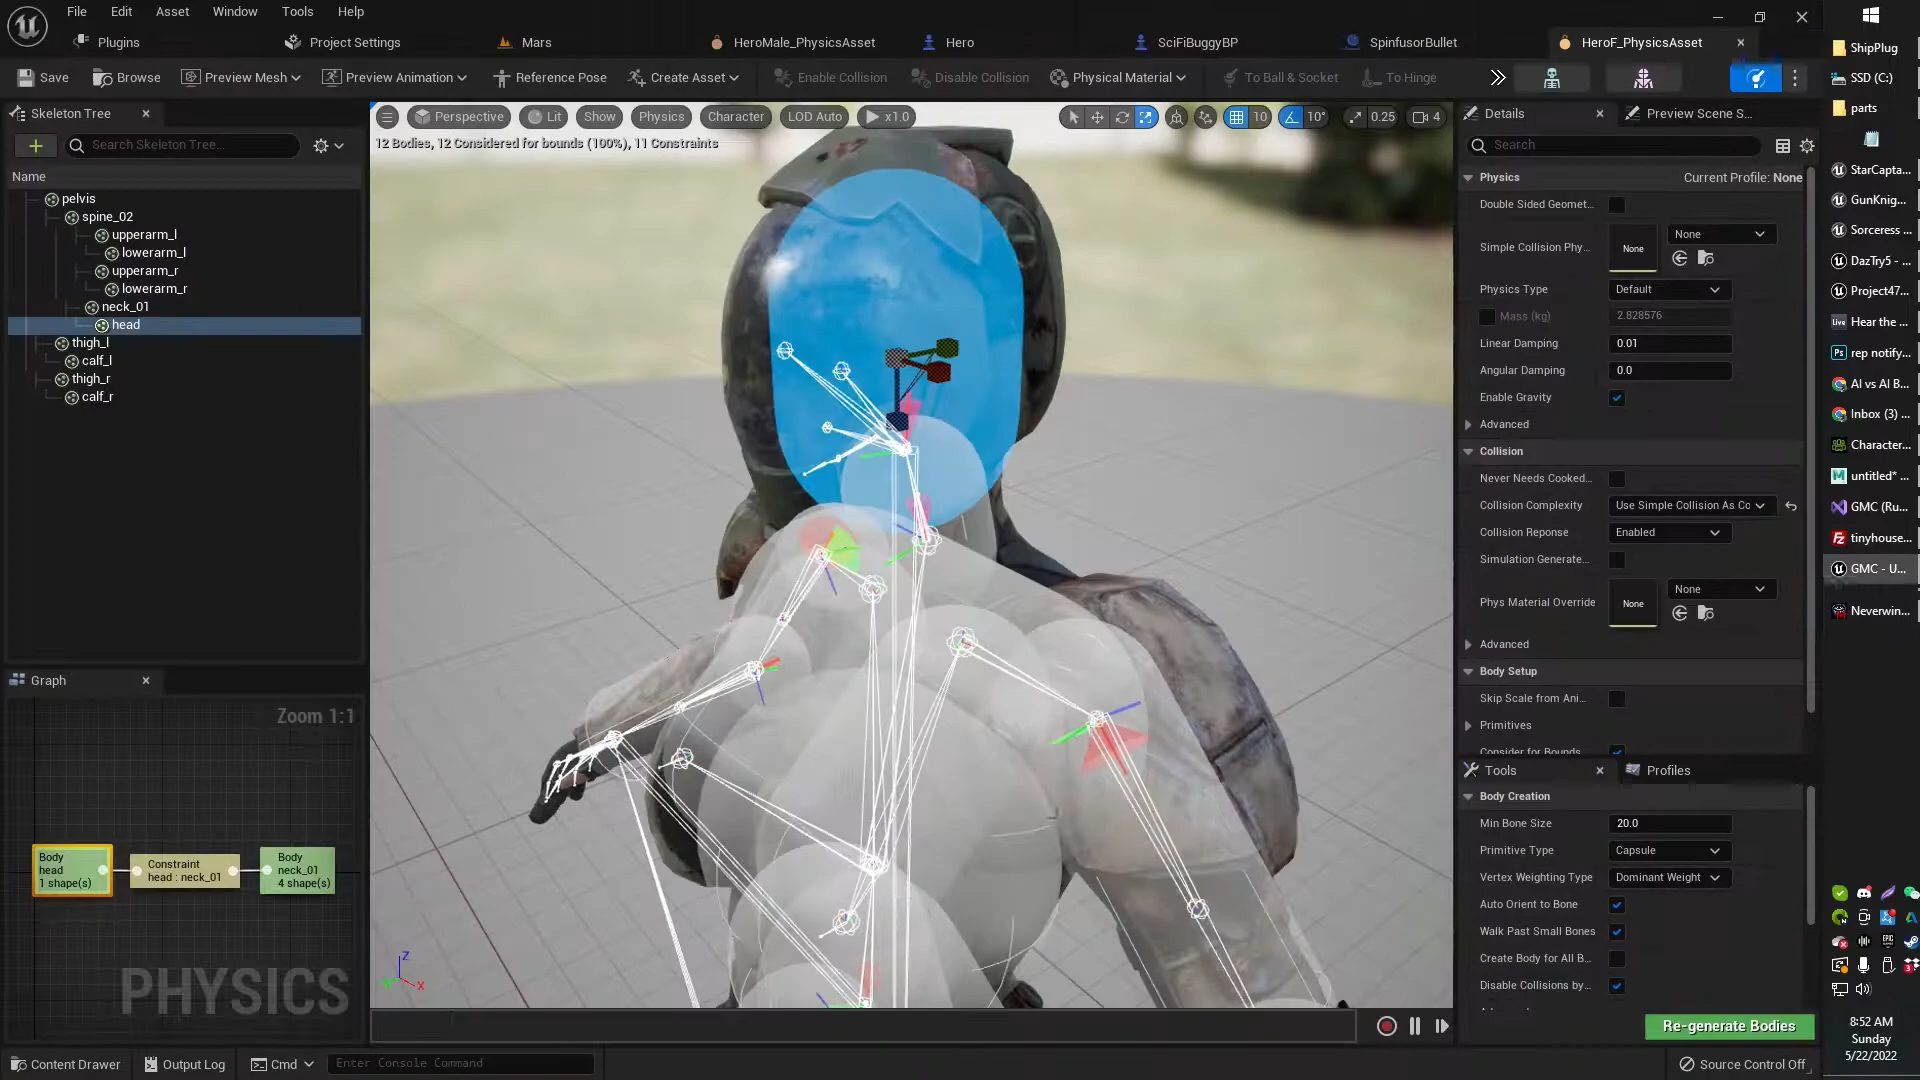 File Edit Asset Window Tools Help
Plugins Project Settings Mars HeroMale_PhysicsAsset Hero SciFiBuggyBP SpinfusorBullet HeroF_PhysicsAsset
Save Browse Preview Mesh Preview Animation Reference Pose Create Asset Enable Collision Disable Collision Physical Material To Ball & Socket To Hinge
Skeleton Tree
Search Skeleton Tree...
Name
pelvis
spine_02
upperarm_l
lowerarm_l
upperarm_r
lowerarm_r
neck_01
head
thigh_l
calf_l
thigh_r
calf_r
Graph
Zoom 1:1
Body
head
1 shape(s)
Constraint
head : neck_01
Body
neck_01
4 shape(s)
PHYSICS
Perspective Lit Show Physics Character LOD Auto x1.0 10 10° 0.25 4
12 Bodies, 12 Considered for bounds (100%), 11 Constraints
Z
X
Details Preview Scene S...
Search
Physics Current Profile: None
Double Sided Geomet...
Simple Collision Phy... None None
Physics Type Default
Mass (kg) 2.828576
Linear Damping 0.01
Angular Damping 0.0
Enable Gravity
Advanced
Collision
Never Needs Cooked...
Collision Complexity Use Simple Collision As Co
Collision Reponse Enabled
Simulation Generate...
Phys Material Override None None
Advanced
Body Setup
Skip Scale from Ani...
Primitives
Consider for Bounds
Tools Profiles
Body Creation
Min Bone Size 20.0
Primitive Type Capsule
Vertex Weighting Type Dominant Weight
Auto Orient to Bone
Walk Past Small Bones
Create Body for All B...
Disable Collisions by...
Re-generate Bodies
Content Drawer Output Log Cmd Enter Console Command Source Control Off
ShipPlug
SSD (C:)
parts
StarCapta...
GunKnig...
Sorceress ...
DazTry5 - ...
Project47...
Hear the ...
rep notify...
AI vs AI B...
Inbox (3) ...
Character...
untitled* ...
GMC (Ru...
tinyhouse...
GMC - U...
Neverwin...
8:52 AM
Sunday
5/22/2022